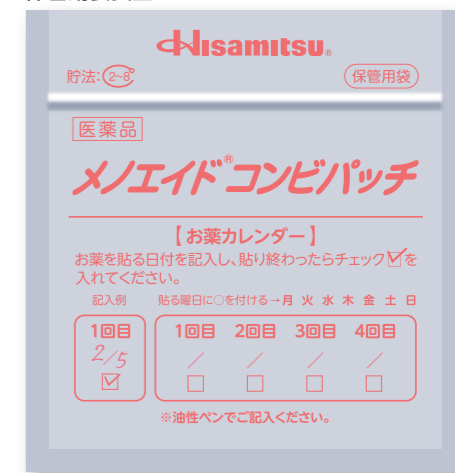 Hisamitsu®
貯法:2~8°
保管用袋
医薬品
メノエイド®コンビパッチ
【お薬カレンダー】
お薬を貼る日付を記入し、貼り終わったらチェック☑を
入れてください。
記入例 貼る曜日に○を付ける→月 火 水 木 金 土 日
1回目 1回目 2回目 3回目 4回目
2/5 / / / /
☑ □ □ □ □
※油性ペンでご記入ください。